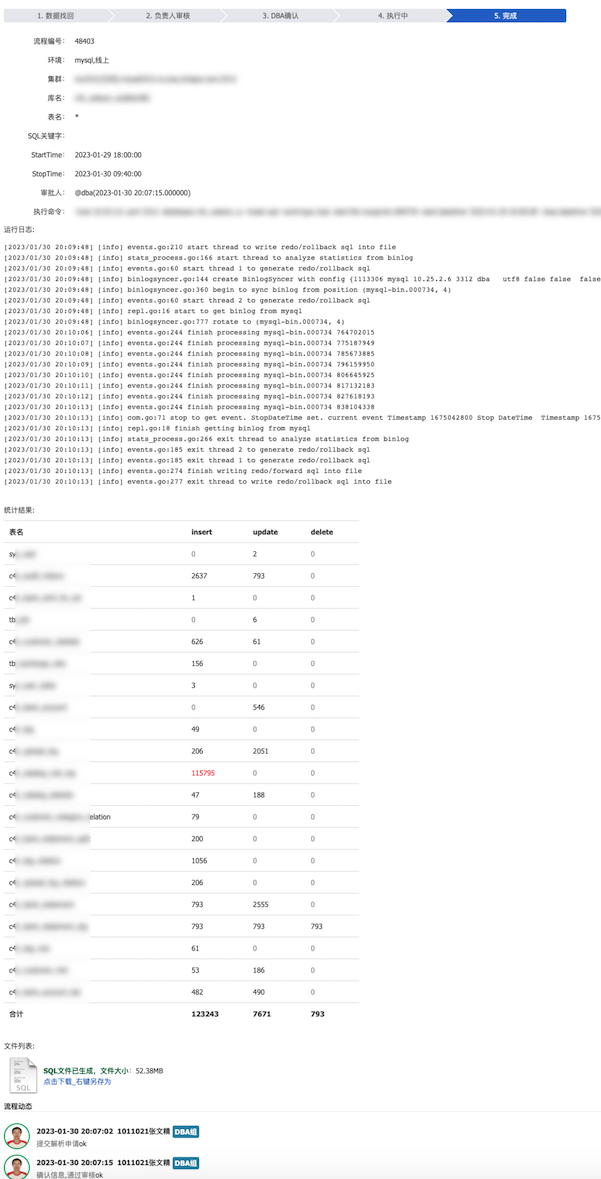 1. 数据找回 2. 负责人审核 3. DBA确认 4. 执行中 5. 完成
流程编号： 48403
环境： mysql,线上
集群：
库名：
表名： *
SQL关键字：
StartTime： 2023-01-29 18:00:00
StopTime： 2023-01-30 09:40:00
审批人： @dba(2023-01-30 20:07:15.000000)
执行命令：
运行日志:
[2023/01/30 20:09:48] [info] events.go:210 start thread to write redo/rollback sql into file
[2023/01/30 20:09:48] [info] stats_process.go:166 start thread to analyze statistics from binlog
[2023/01/30 20:09:48] [info] events.go:60 start thread 1 to generate redo/rollback sql
[2023/01/30 20:09:48] [info] binlogsyncer.go:144 create BinlogSyncer with config {1113306 mysql 10.25.2.6 3312 dba utf8 false false false
[2023/01/30 20:09:48] [info] binlogsyncer.go:360 begin to sync binlog from position (mysql-bin.000734, 4)
[2023/01/30 20:09:48] [info] events.go:60 start thread 2 to generate redo/rollback sql
[2023/01/30 20:09:48] [info] repl.go:16 start to get binlog from mysql
[2023/01/30 20:09:48] [info] binlogsyncer.go:777 rotate to (mysql-bin.000734, 4)
[2023/01/30 20:10:06] [info] events.go:244 finish processing mysql-bin.000734 764702015
[2023/01/30 20:10:07] [info] events.go:244 finish processing mysql-bin.000734 775187949
[2023/01/30 20:10:08] [info] events.go:244 finish processing mysql-bin.000734 785673885
[2023/01/30 20:10:09] [info] events.go:244 finish processing mysql-bin.000734 796159950
[2023/01/30 20:10:10] [info] events.go:244 finish processing mysql-bin.000734 806645925
[2023/01/30 20:10:11] [info] events.go:244 finish processing mysql-bin.000734 817132183
[2023/01/30 20:10:12] [info] events.go:244 finish processing mysql-bin.000734 827618193
[2023/01/30 20:10:13] [info] events.go:244 finish processing mysql-bin.000734 838104338
[2023/01/30 20:10:13] [info] com.go:71 stop to get event. StopDateTime set. current event Timestamp 1675042800 Stop DateTime Timestamp 1675
[2023/01/30 20:10:13] [info] repl.go:18 finish getting binlog from mysql
[2023/01/30 20:10:13] [info] stats_process.go:266 exit thread to analyze statistics from binlog
[2023/01/30 20:10:13] [info] events.go:185 exit thread 2 to generate redo/rollback sql
[2023/01/30 20:10:13] [info] events.go:185 exit thread 1 to generate redo/rollback sql
[2023/01/30 20:10:13] [info] events.go:274 finish writing redo/forward sql into file
[2023/01/30 20:10:13] [info] events.go:277 exit thread to write redo/rollback sql into file
统计结果:
表名 insert update delete
sy 0 2 0
c4 2637 793 0
c4 1 0 0
tb 0 6 0
c4 626 61 0
tb 156 0 0
sy 3 0 0
c4 0 546 0
c4 49 0 0
c4 206 2051 0
c4 115795 0 0
c4 47 188 0
c4 elation 79 0 0
c4 200 0 0
c4 1056 0 0
c4 206 0 0
c4 793 2555 0
c4 793 793 793
c4 61 0 0
c4 53 186 0
c4 482 490 0
合计 123243 7671 793
文件列表:
SQL
SQL文件已生成，文件大小：52.38MB
点击下载_右键另存为
流程动态
2023-01-30 20:07:02 1011021张文精 DBA组
提交解析申请ok
2023-01-30 20:07:15 1011021张文精 DBA组
确认信息,通过审核ok